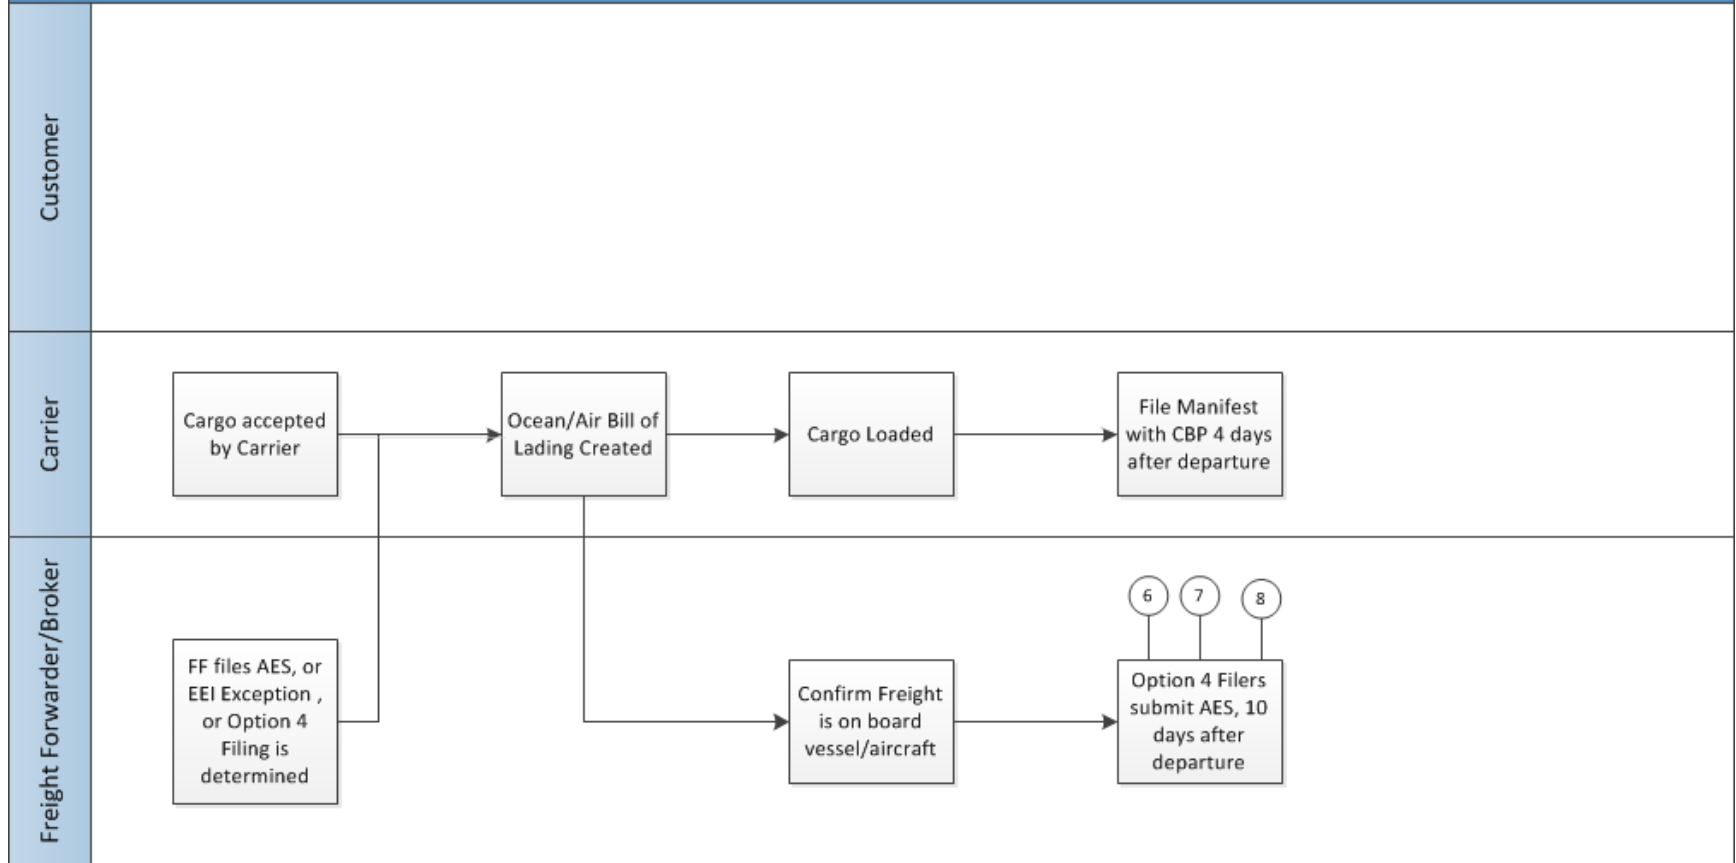 Customer
Carrier
Cargo accepted
by Carrier
Ocean/Air Bill of
Lading Created
Cargo Loaded
File Manifest
with CBP 4 days
after departure
Freight Forwarder/Broker
FF files AES, or
EEI Exception ,
or Option 4
Filing is
determined
Confirm Freight
is on board
vessel/aircraft
6
7
8
Option 4 Filers
submit AES, 10
days after
departure